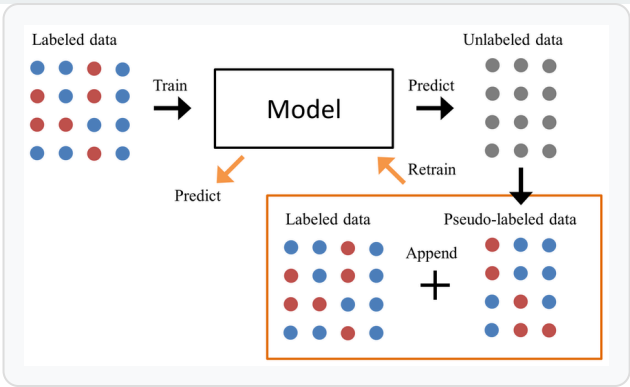 Labeled data
Unlabeled data
Train
Model
Predict
Predict
Retrain
Labeled data
Pseudo-labeled data
Append